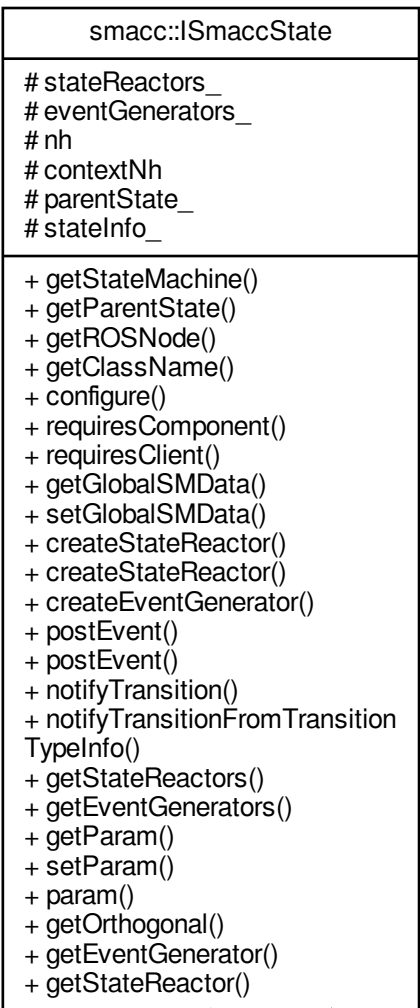 smacc::ISmaccState
# stateReactors_
# eventGenerators_
# nh
# contextNh
# parentState_
# stateInfo_
+ getStateMachine()
+ getParentState()
+ getROSNode()
+ getClassName()
+ configure()
+ requiresComponent()
+ requiresClient()
+ getGlobalSMData()
+ setGlobalSMData()
+ createStateReactor()
+ createStateReactor()
+ createEventGenerator()
+ postEvent()
+ postEvent()
+ notifyTransition()
+ notifyTransitionFromTransition
TypeInfo()
+ getStateReactors()
+ getEventGenerators()
+ getParam()
+ setParam()
+ param()
+ getOrthogonal()
+ getEventGenerator()
+ getStateReactor()